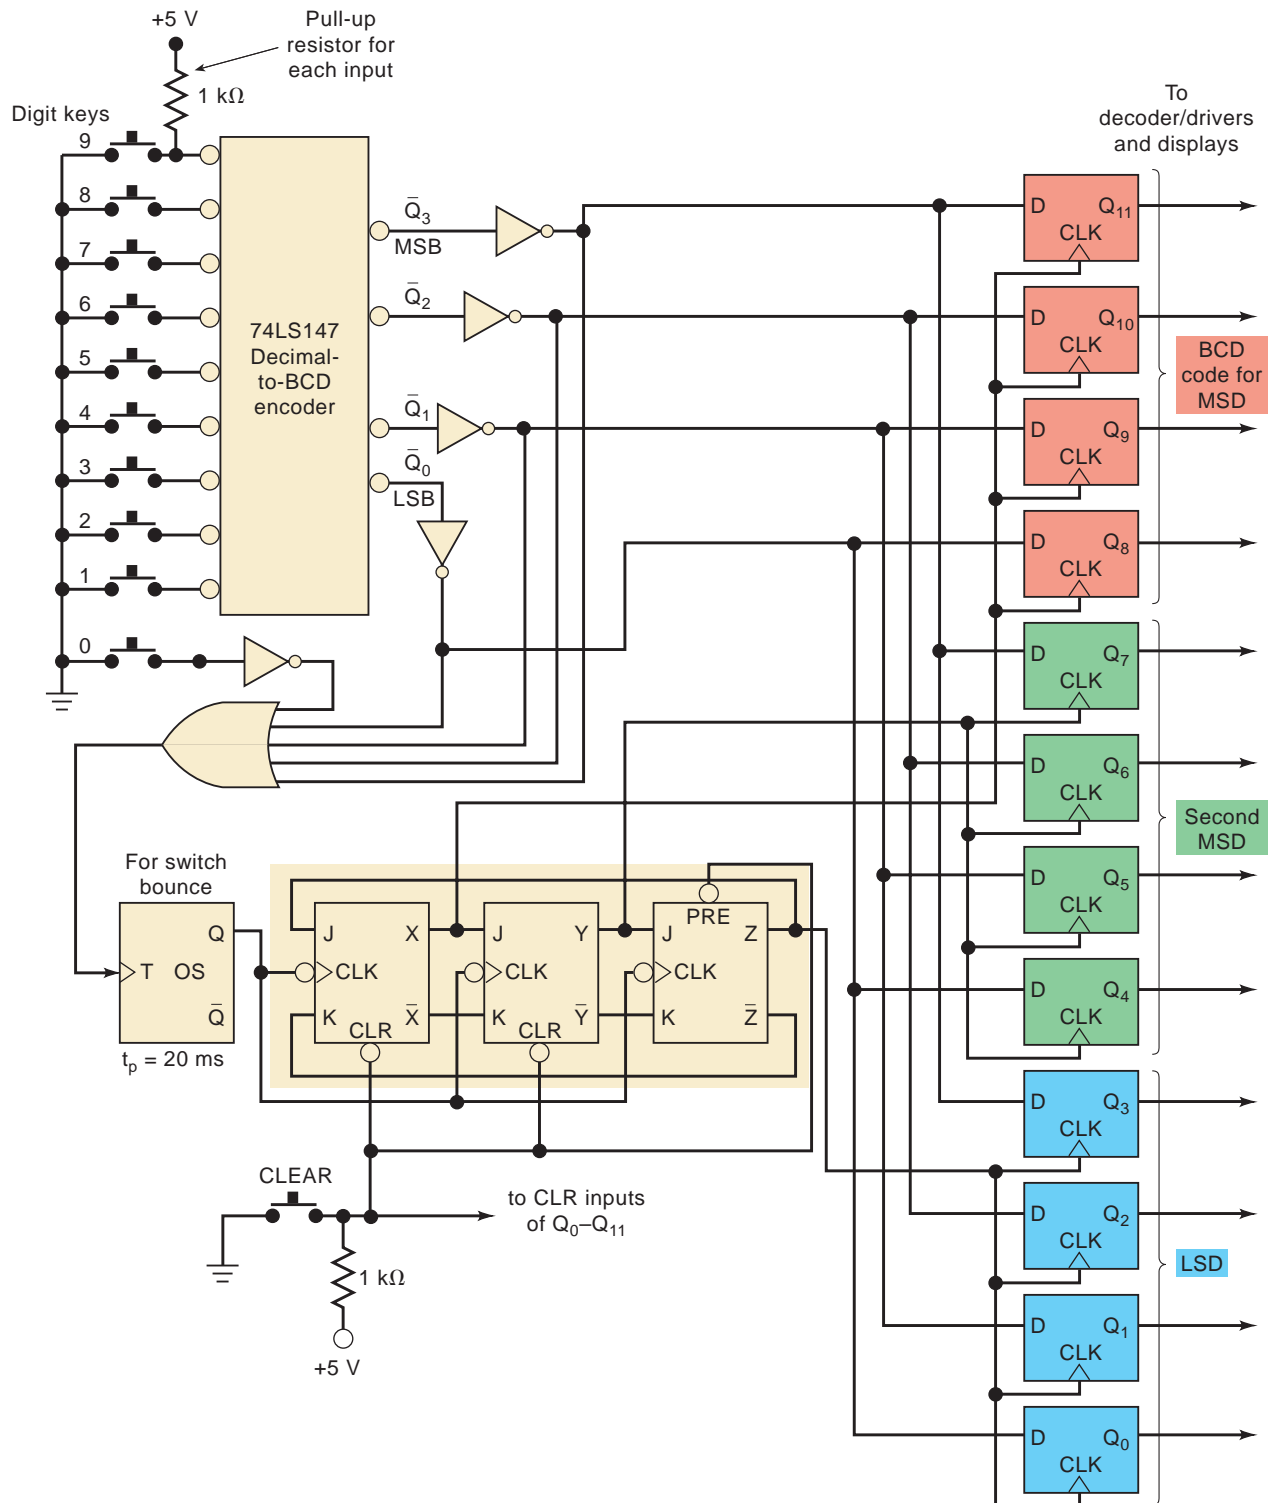 +5 V
Pull-up
resistor for
each input
1 kΩ
Digit keys
9
8
7
6
5
4
3
2
1
0
74LS147
Decimal-
to-BCD
encoder
Q̅3
MSB
Q̅2
Q̅1
Q̅0
LSB
To
decoder/drivers
and displays
D Q11
CLK
D Q10
CLK
D Q9
CLK
D Q8
CLK
BCD
code for
MSD
D Q7
CLK
D Q6
CLK
D Q5
CLK
D Q4
CLK
Second
MSD
D Q3
CLK
D Q2
CLK
D Q1
CLK
D Q0
CLK
LSD
For switch
bounce
Q
T OS
Q̅
tp = 20 ms
J X
CLK
K X̅
CLR
J Y
CLK
K Y̅
CLR
PRE
J Z
CLK
K Z̅
CLEAR
to CLR inputs
of Q0–Q11
1 kΩ
+5 V